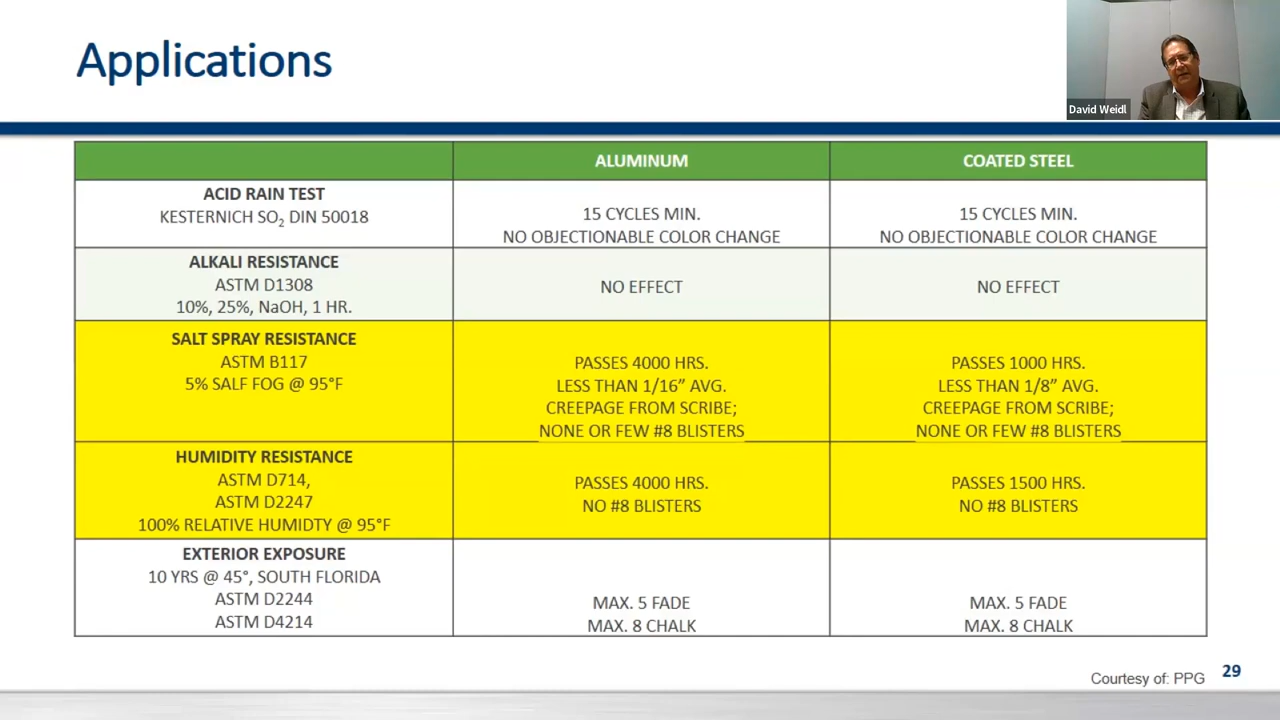 Applications
David Weidl
ALUMINUM
COATED STEEL
ACID RAIN TEST
KESTERNICH SO₂ DIN 50018
15 CYCLES MIN.
NO OBJECTIONABLE COLOR CHANGE
15 CYCLES MIN.
NO OBJECTIONABLE COLOR CHANGE
ALKALI RESISTANCE
ASTM D1308
10%, 25%, NaOH, 1 HR.
NO EFFECT
NO EFFECT
SALT SPRAY RESISTANCE
ASTM B117
5% SALF FOG @ 95°F
PASSES 4000 HRS.
LESS THAN 1/16” AVG.
CREEPAGE FROM SCRIBE;
NONE OR FEW #8 BLISTERS
PASSES 1000 HRS.
LESS THAN 1/8” AVG.
CREEPAGE FROM SCRIBE;
NONE OR FEW #8 BLISTERS
HUMIDITY RESISTANCE
ASTM D714,
ASTM D2247
100% RELATIVE HUMIDTY @ 95°F
PASSES 4000 HRS.
NO #8 BLISTERS
PASSES 1500 HRS.
NO #8 BLISTERS
EXTERIOR EXPOSURE
10 YRS @ 45°, SOUTH FLORIDA
ASTM D2244
ASTM D4214
MAX. 5 FADE
MAX. 8 CHALK
MAX. 5 FADE
MAX. 8 CHALK
Courtesy of: PPG
29